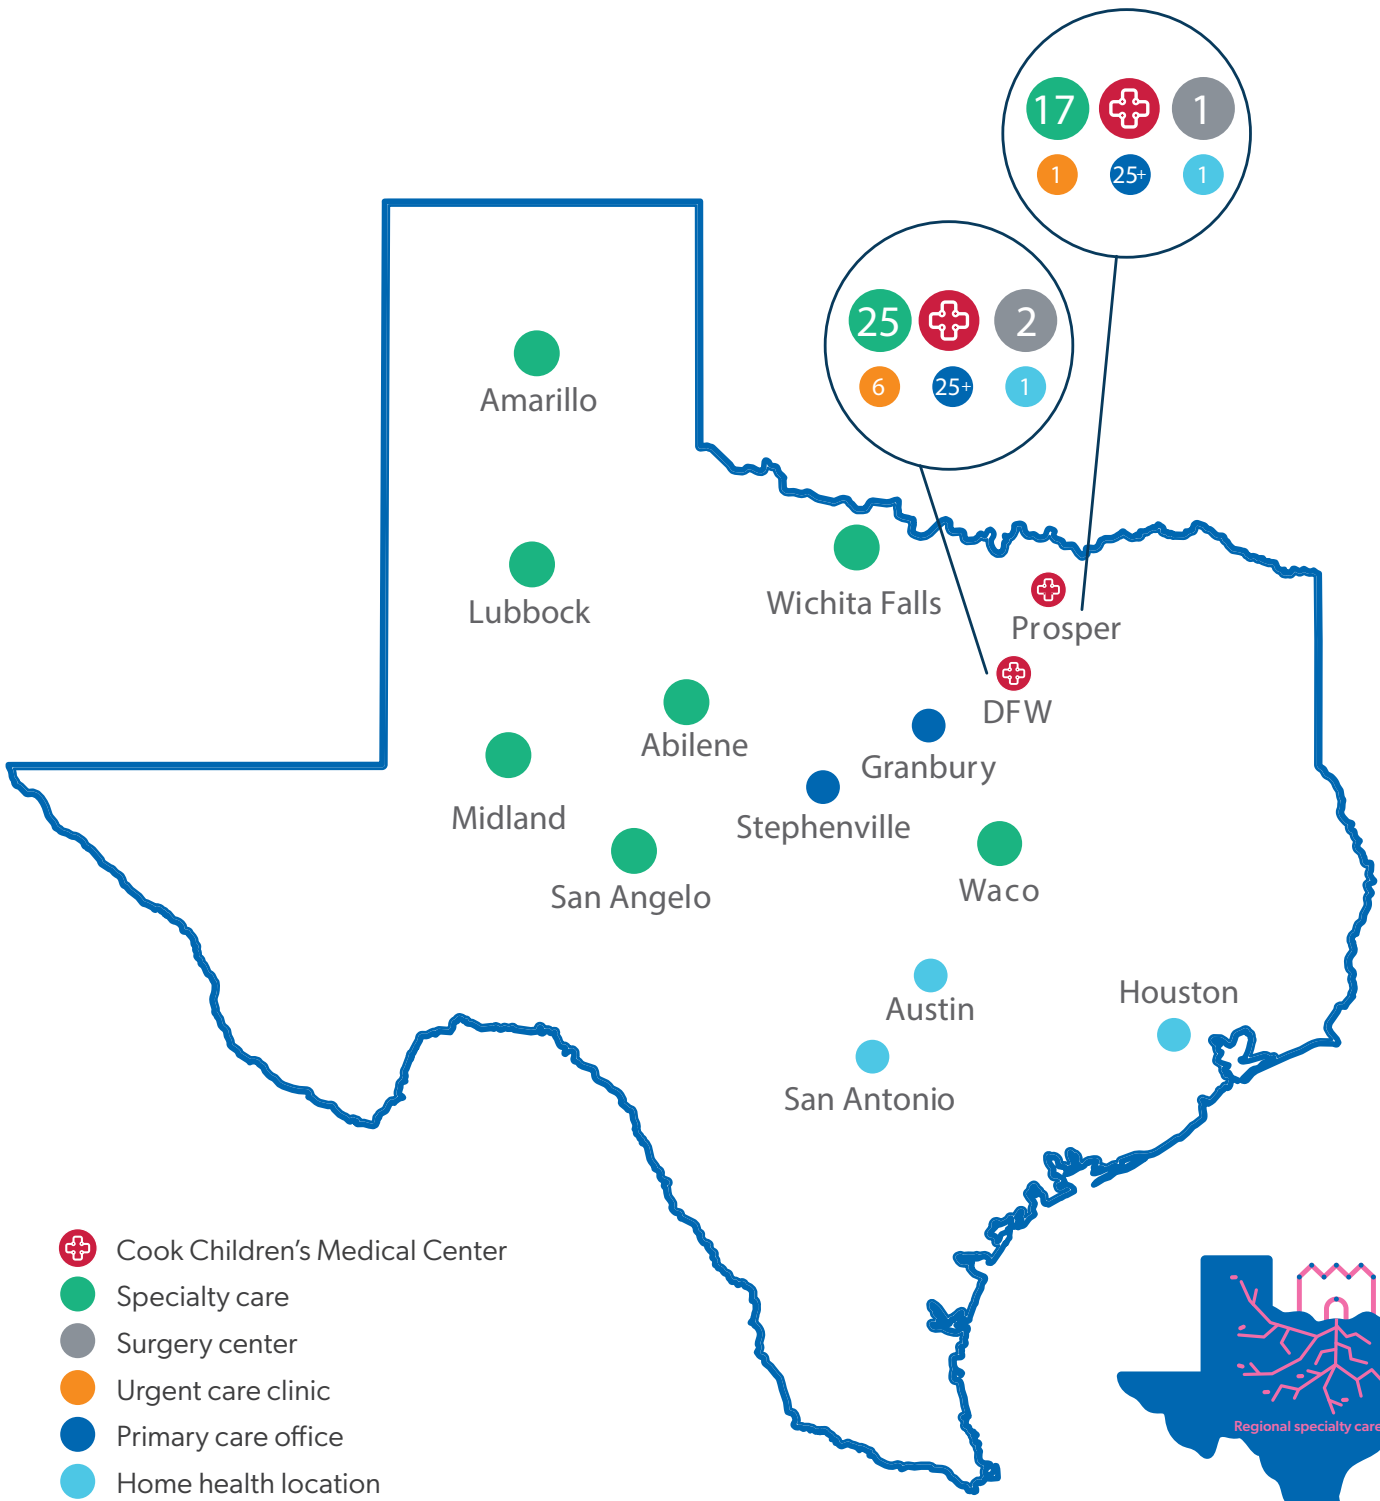 17
1
1
25+
1
25
2
6
25+
1
Amarillo
Lubbock
Wichita Falls
Prosper
DFW
Abilene
Granbury
Midland
Stephenville
San Angelo
Waco
Austin
Houston
San Antonio
Cook Children’s Medical Center
Specialty care
Surgery center
Urgent care clinic
Primary care office
Home health location
Regional specialty care